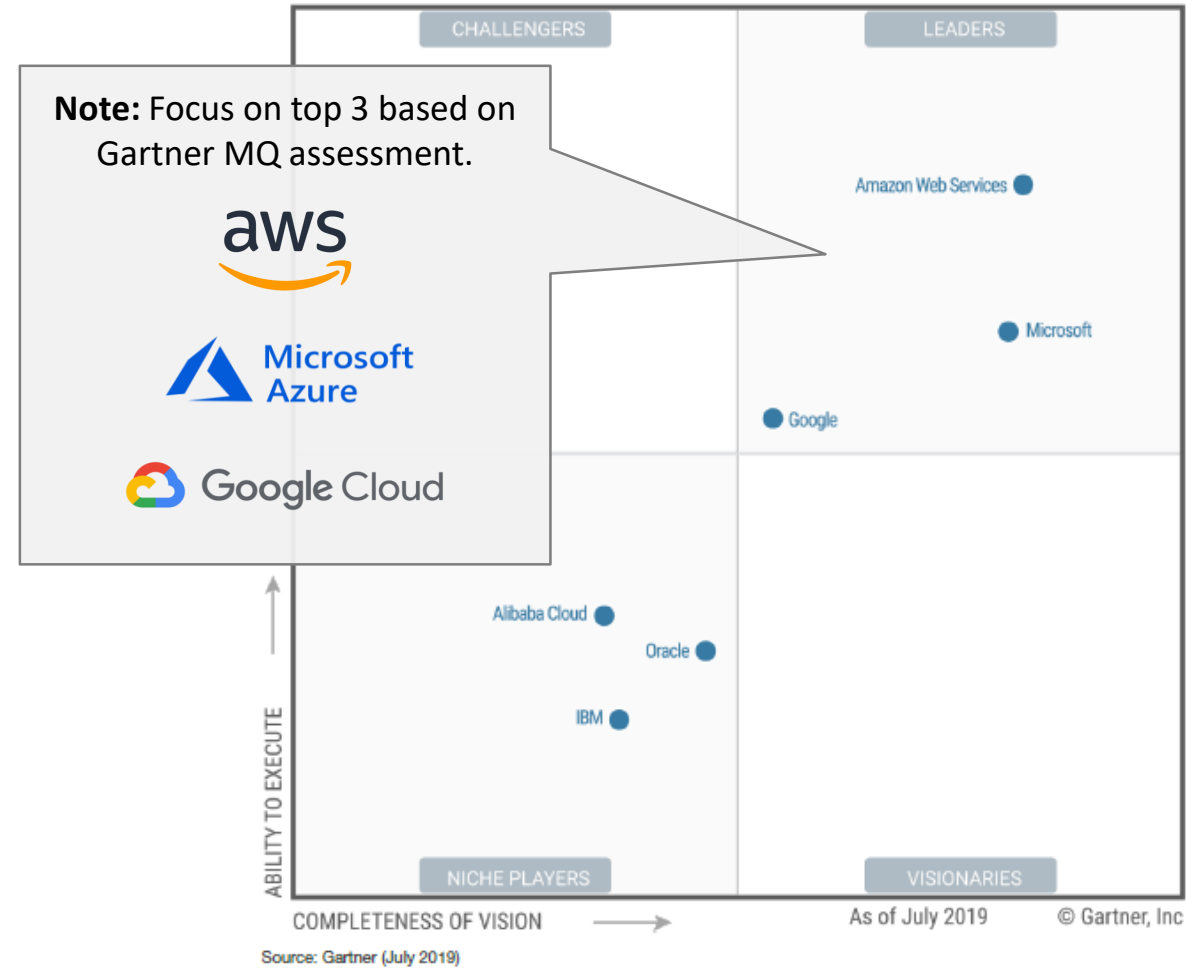 CHALLENGERS
LEADERS
Note: Focus on top 3 based on
Gartner MQ assessment.
aws
Microsoft
Azure
Google Cloud
Amazon Web Services
Microsoft
Google
Alibaba Cloud
Oracle
IBM
ABILITY TO EXECUTE
NICHE PLAYERS
VISIONARIES
COMPLETENESS OF VISION
As of July 2019
© Gartner, Inc
Source: Gartner (July 2019)